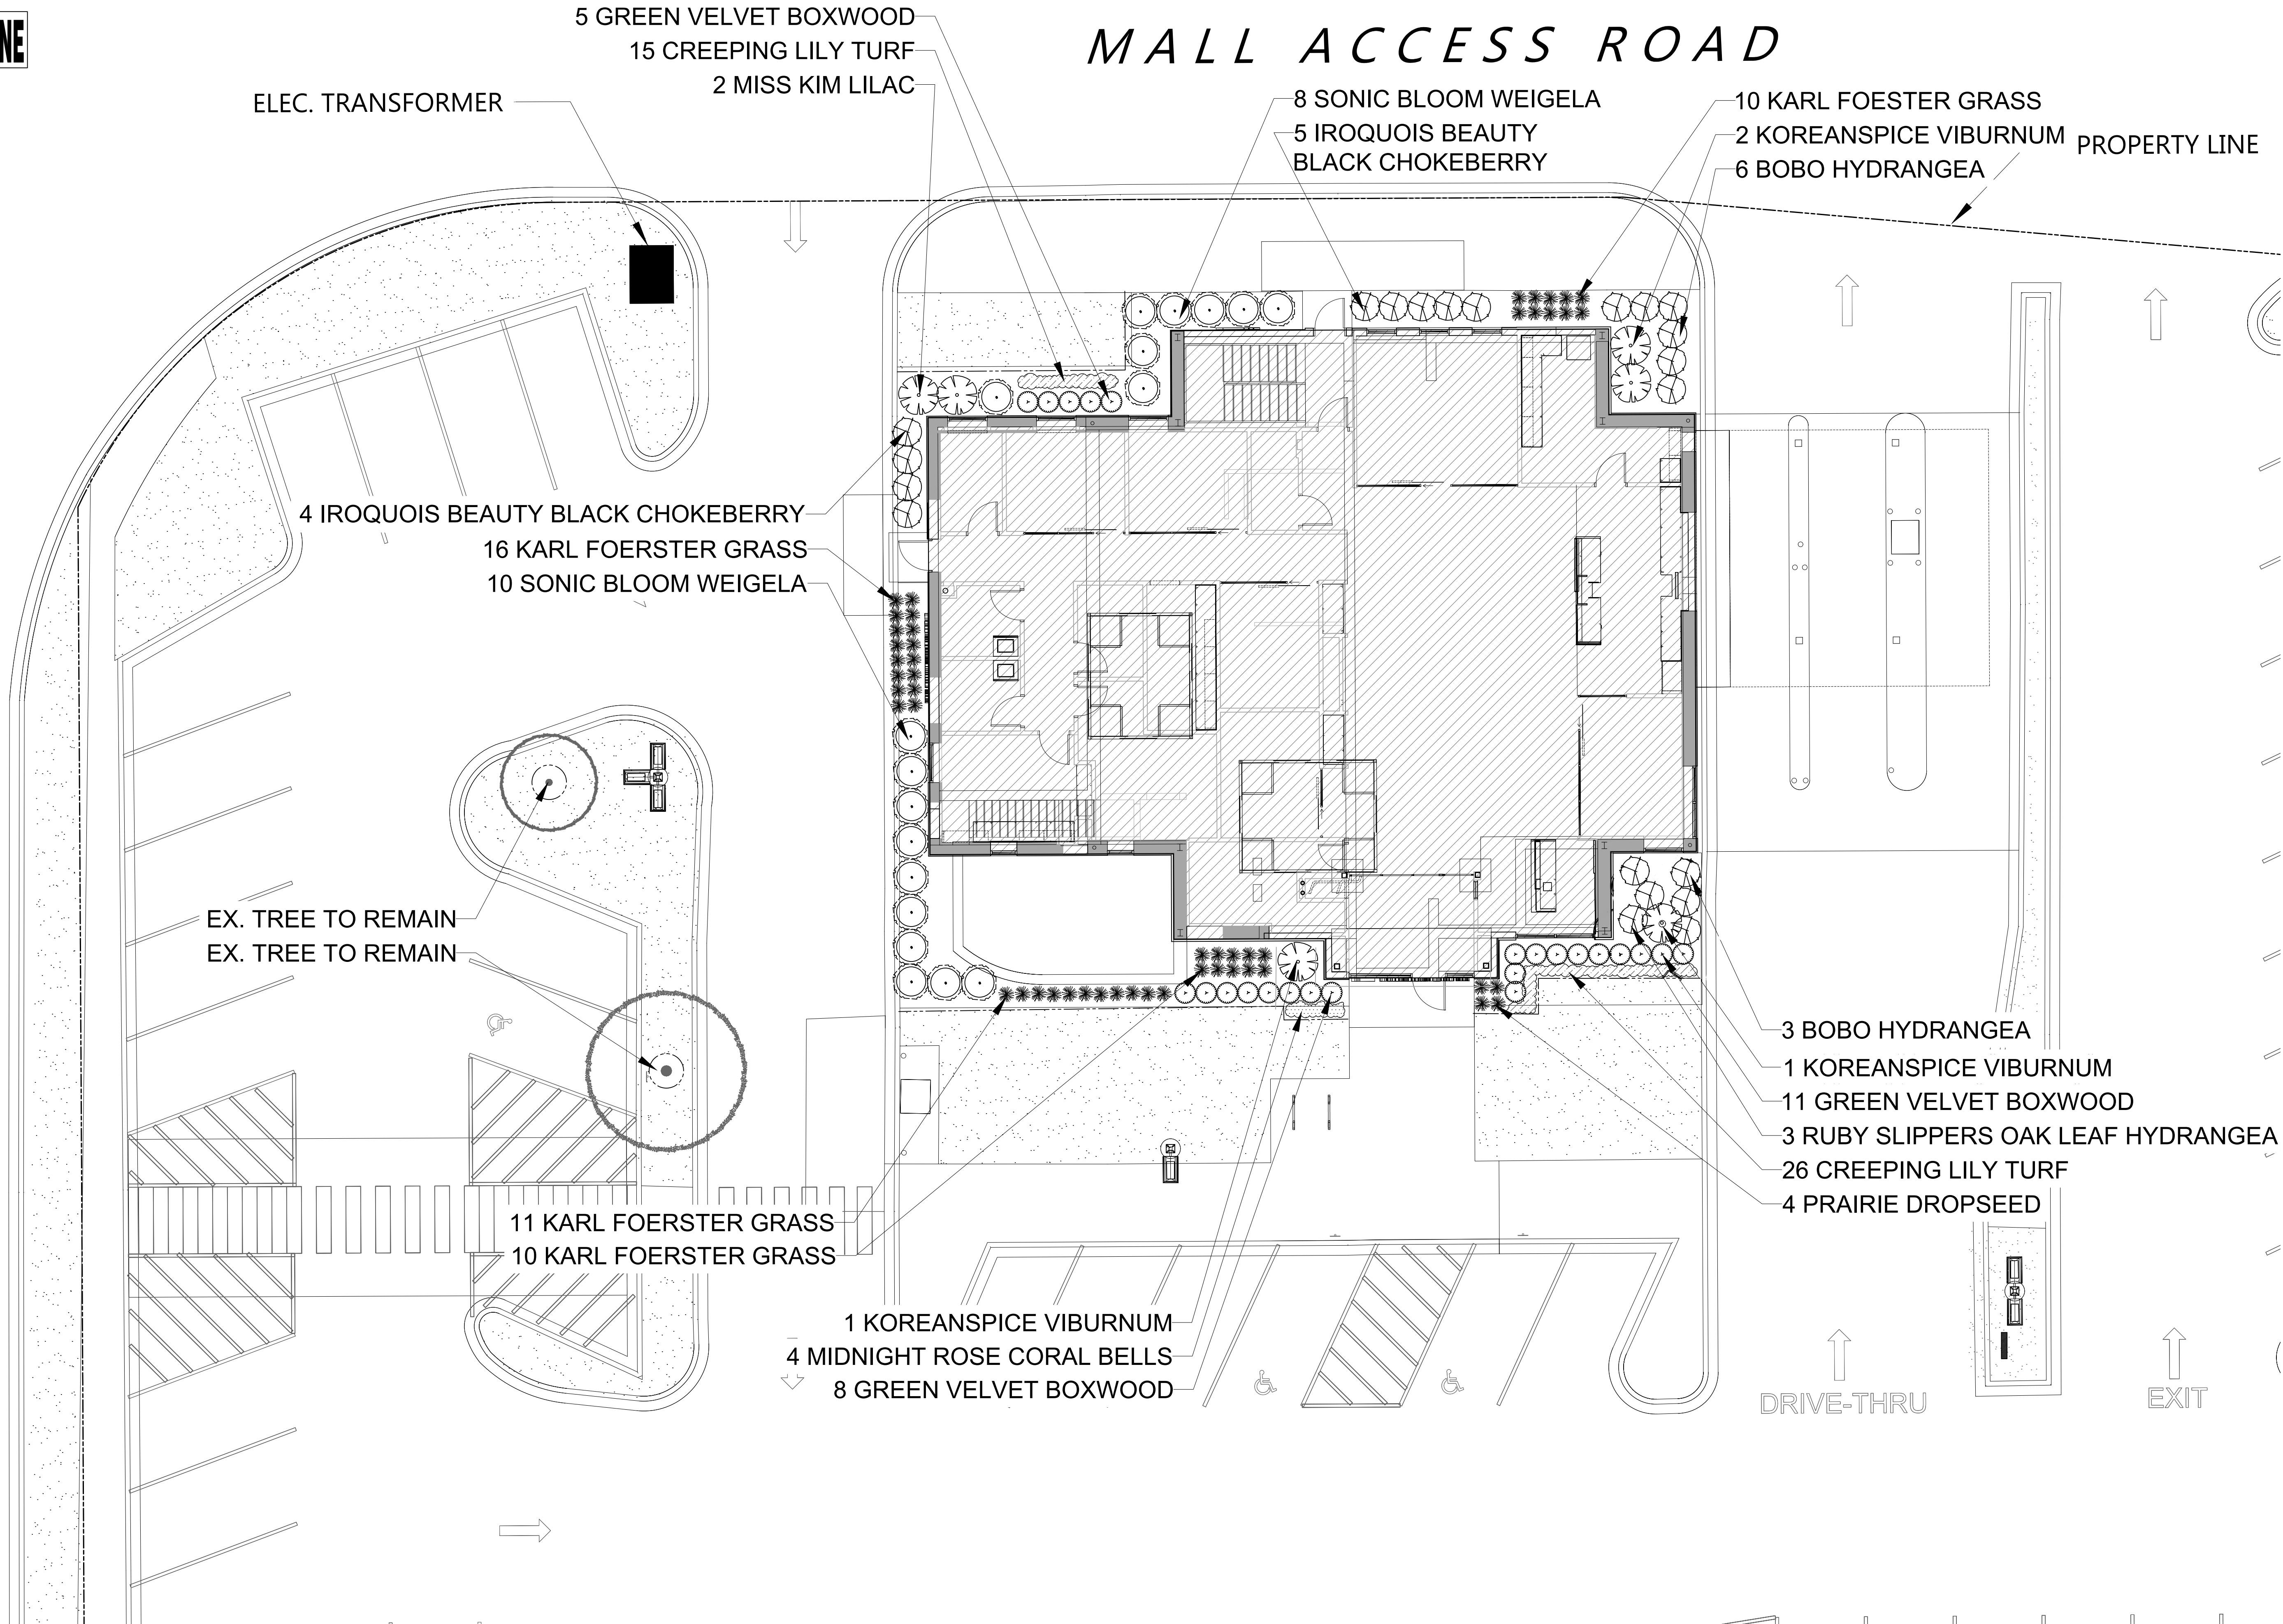 NE
5 GREEN VELVET BOXWOOD
15 CREEPING LILY TURF
2 MISS KIM LILAC
MALL ACCESS ROAD
ELEC. TRANSFORMER
8 SONIC BLOOM WEIGELA
5 IROQUOIS BEAUTY
BLACK CHOKEBERRY
10 KARL FOESTER GRASS
2 KOREANSPICE VIBURNUM
6 BOBO HYDRANGEA
PROPERTY LINE
4 IROQUOIS BEAUTY BLACK CHOKEBERRY
16 KARL FOERSTER GRASS
10 SONIC BLOOM WEIGELA
EX. TREE TO REMAIN
EX. TREE TO REMAIN
3 BOBO HYDRANGEA
1 KOREANSPICE VIBURNUM
11 GREEN VELVET BOXWOOD
3 RUBY SLIPPERS OAK LEAF HYDRANGEA
26 CREEPING LILY TURF
4 PRAIRIE DROPSEED
11 KARL FOERSTER GRASS
10 KARL FOERSTER GRASS
1 KOREANSPICE VIBURNUM
4 MIDNIGHT ROSE CORAL BELLS
8 GREEN VELVET BOXWOOD
DRIVE-THRU
EXIT